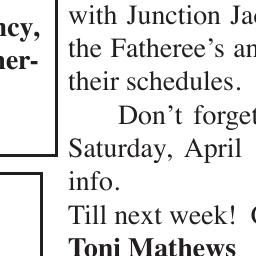 ncy,
her-
with Junction Jac
the Fatheree's an
their schedules.
Don't forget
Saturday, April
info.
Till next week!
Toni Mathews